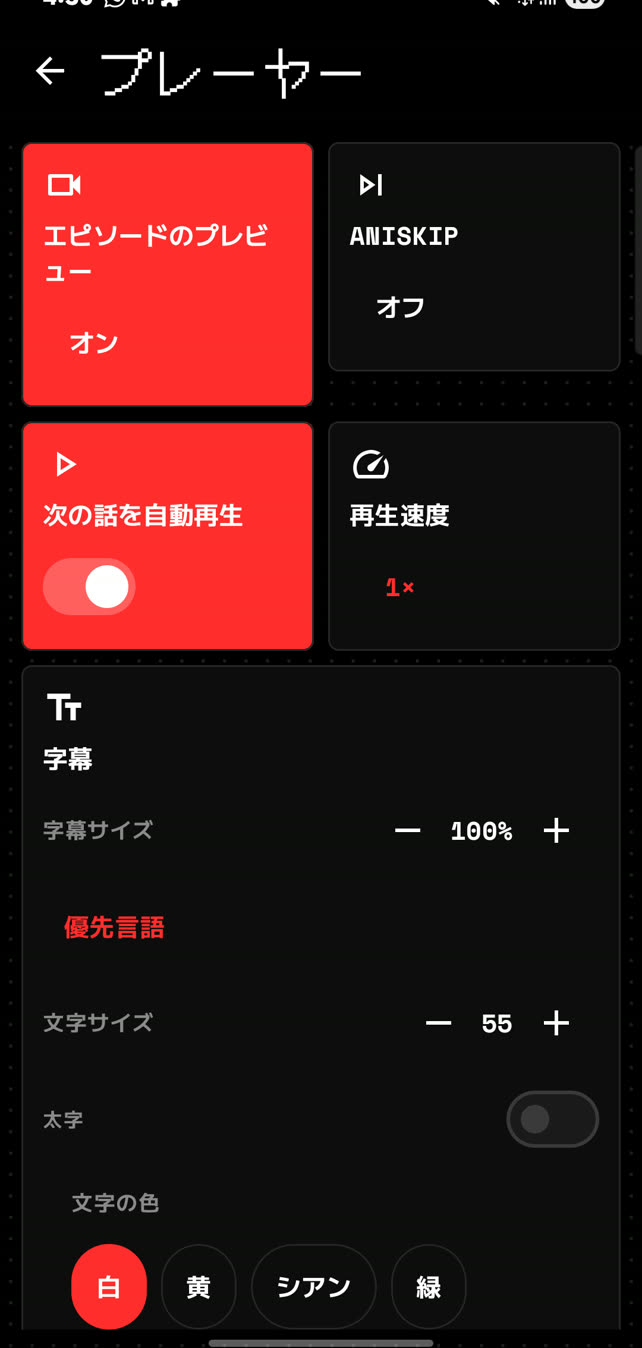 プレーヤー
エピソードのプレビ
ュー
オン
ANISKIP
オフ
次の話を自動再生
再生速度
1×
字幕
字幕サイズ
100%
優先言語
文字サイズ
55
太字
文字の色
白 黄 シアン 緑